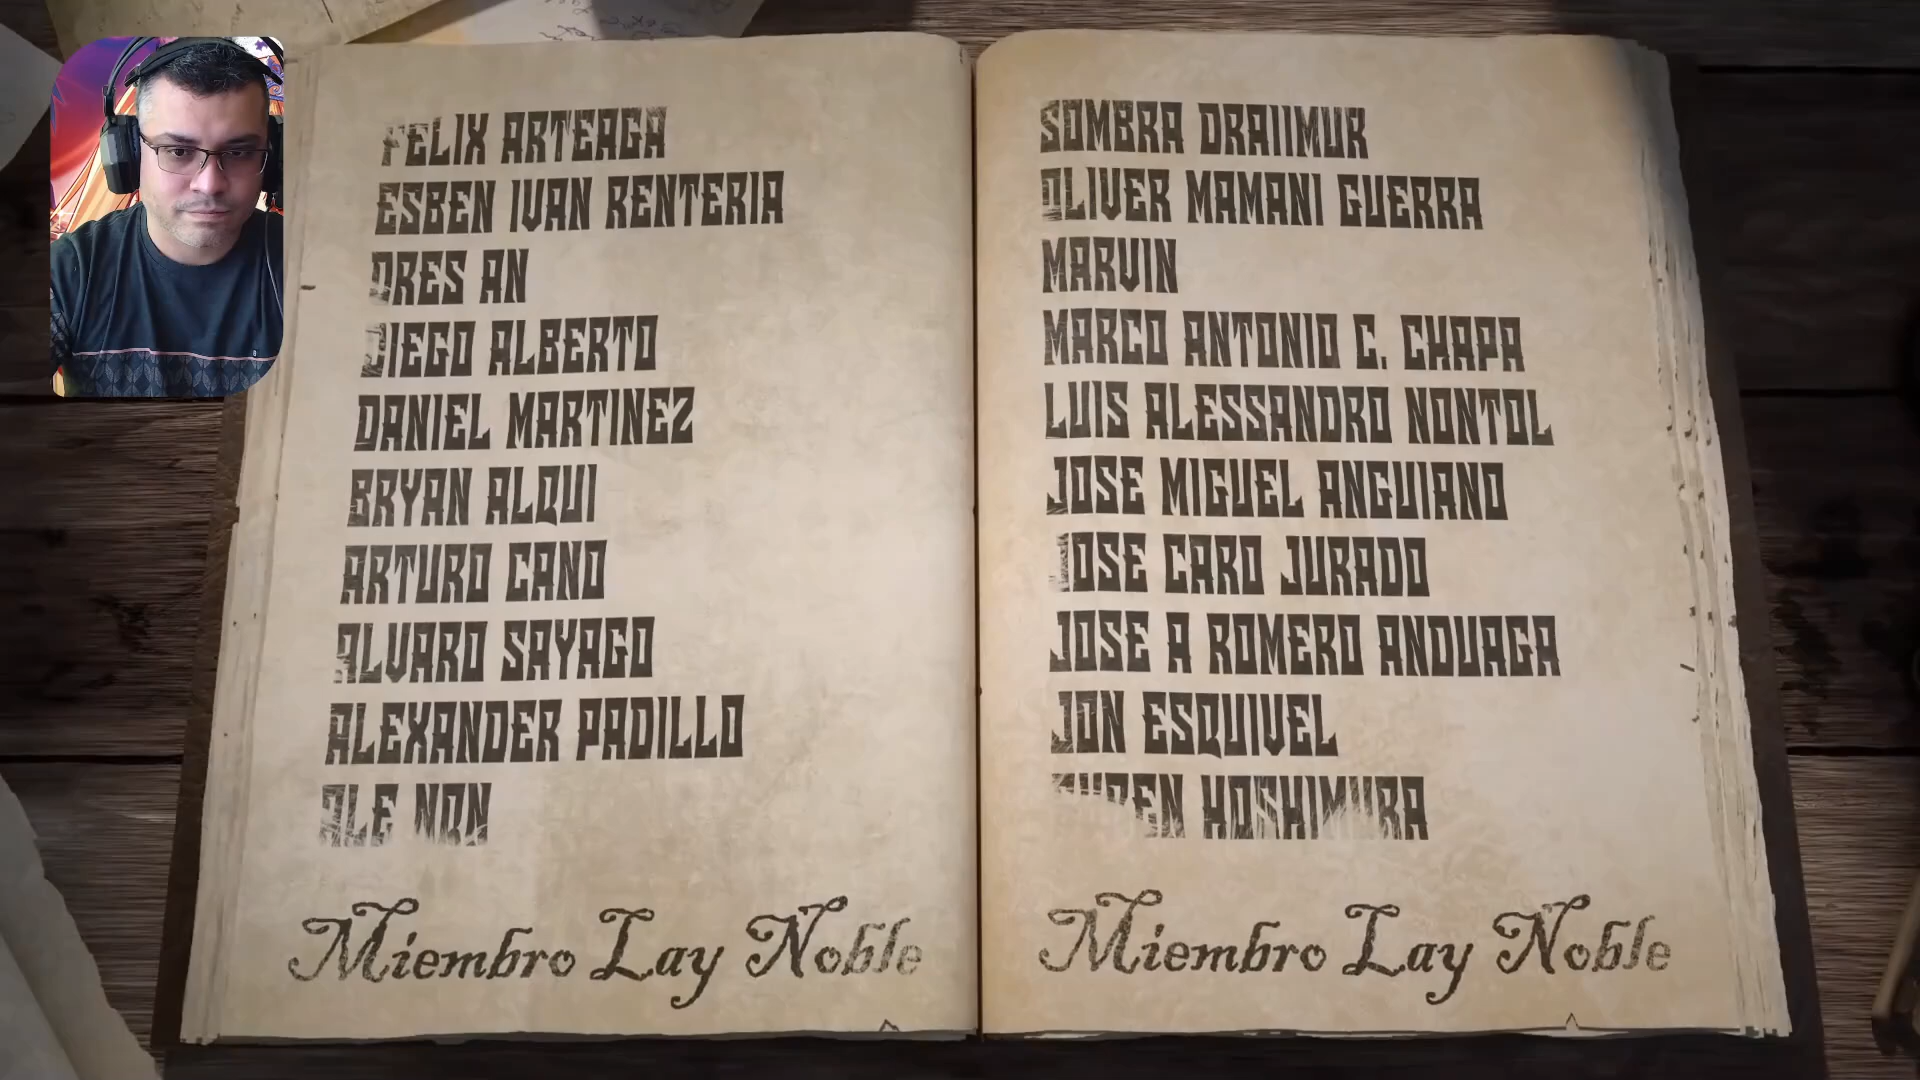 FELIX ARTEAGA
ESBEN IVAN RENTERIA
DRES AN
DIEGO ALBERTO
DANIEL MARTINEZ
BRYAN ALQUI
ARTURO CANO
ALVARO SAYAGO
ALEXANDER PADILLO
ALE
Miembro Lay Noble
SOMBRA DRAIIMUR
OLIVER MAMANI GUERRA
MARVIN
MARCO ANTONIO C. CHAPA
LUIS ALESSANDRO NONTOL
JOSE MIGUEL ANGUIANO
JOSE CARO JURADO
JOSE A ROMERO ANDUAGA
JON ESQUIVEL
HOSHIMURA
Miembro Lay Noble